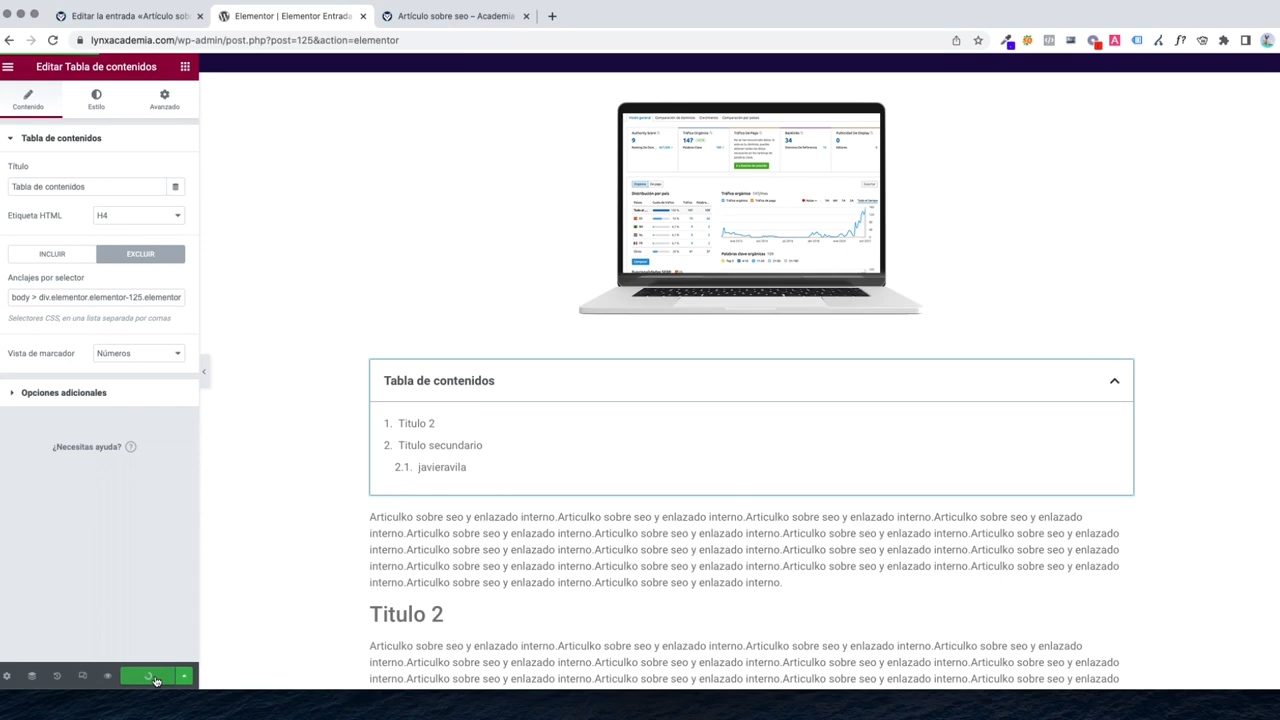 Editar la entrada «Artículo sob
Elementor | Elementor Entrada
Artículo sobre seo – Academia
lynxacademia.com/wp-admin/post.php?post=125&action=elementor
Editar Tabla de contenidos
Contenido
Estilo
Avanzado
Tabla de contenidos
Título
Tabla de contenidos
Etiqueta HTML
H4
INCLUIR
EXCLUIR
Anclajes por selector
body > div.elementor.elementor-125.elementor
Selectores CSS, en una lista separada por comas
Vista de marcador
Números
Opciones adicionales
¿Necesitas ayuda?
Authority Score
9
147
34
0
Distribución por país
Tráfico orgánico
Tabla de contenidos
1. Titulo 2
2. Titulo secundario
2.1. javieravila
Articulko sobre seo y enlazado interno.Articulko sobre seo y enlazado interno.Articulko sobre seo y enlazado interno.Articulko sobre seo y enlazado
interno.Articulko sobre seo y enlazado interno.Articulko sobre seo y enlazado interno.Articulko sobre seo y enlazado interno.Articulko sobre seo y enlazado
interno.Articulko sobre seo y enlazado interno.Articulko sobre seo y enlazado interno.Articulko sobre seo y enlazado interno.Articulko sobre seo y enlazado
interno.Articulko sobre seo y enlazado interno.Articulko sobre seo y enlazado interno.Articulko sobre seo y enlazado interno.Articulko sobre seo y enlazado
interno.Articulko sobre seo y enlazado interno.Articulko sobre seo y enlazado interno.
Titulo 2
Articulko sobre seo y enlazado interno.Articulko sobre seo y enlazado interno.Articulko sobre seo y enlazado interno.Articulko sobre seo y enlazado
interno.Articulko sobre seo y enlazado interno.Articulko sobre seo y enlazado interno.Articulko sobre seo y enlazado interno.Articulko sobre seo y enlazado
interno.Articulko sobre seo y enlazado interno.Articulko sobre seo y enlazado interno.Articulko sobre seo y enlazado interno.Articulko sobre seo y enlazado